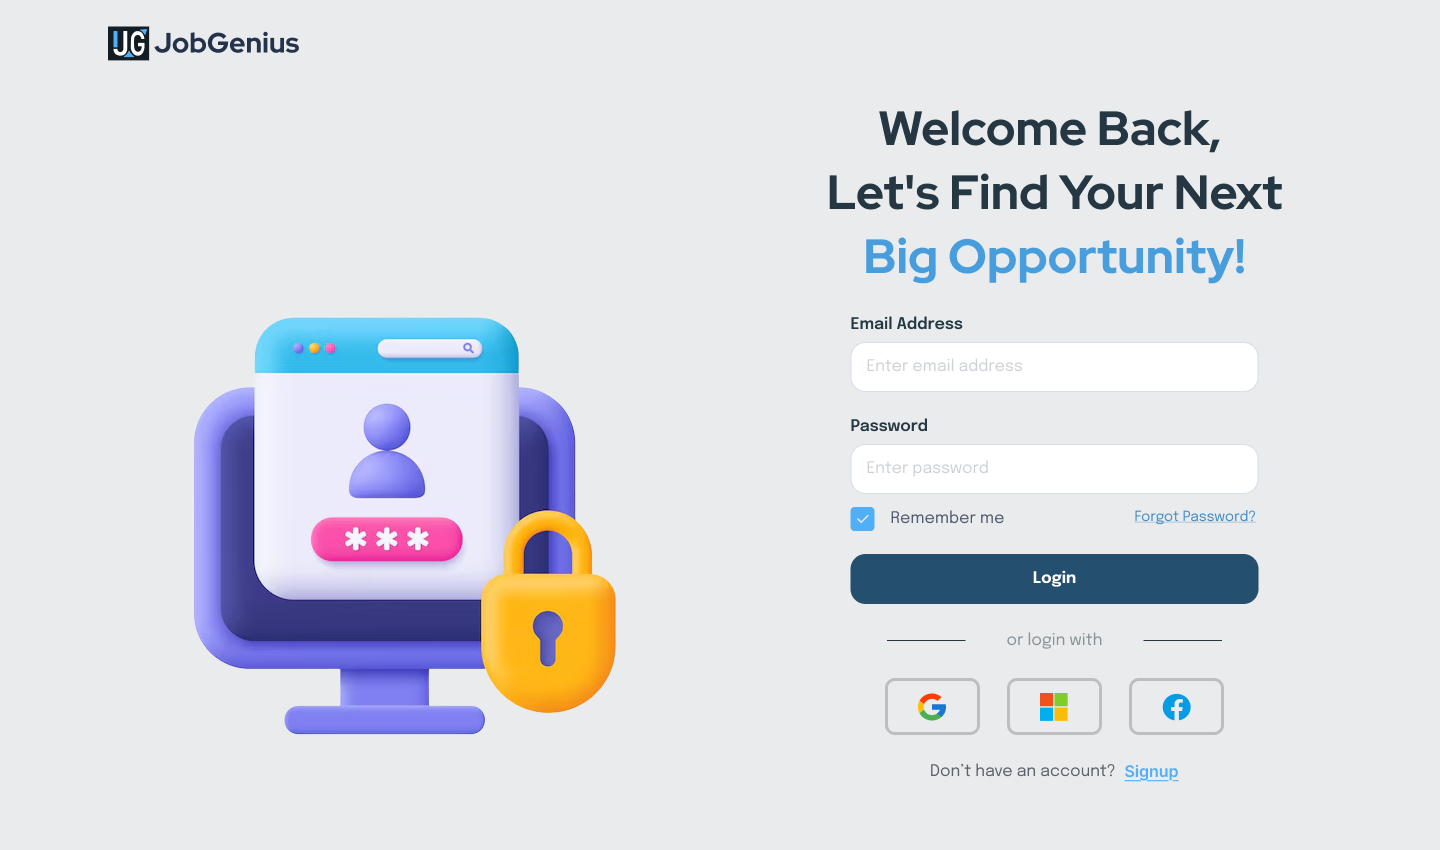 JG JobGenius
Welcome Back,
Let's Find Your Next
Big Opportunity!
Email Address
Enter email address
Password
Enter password
Remember me
Forgot Password?
Login
or login with
Don’t have an account? Signup